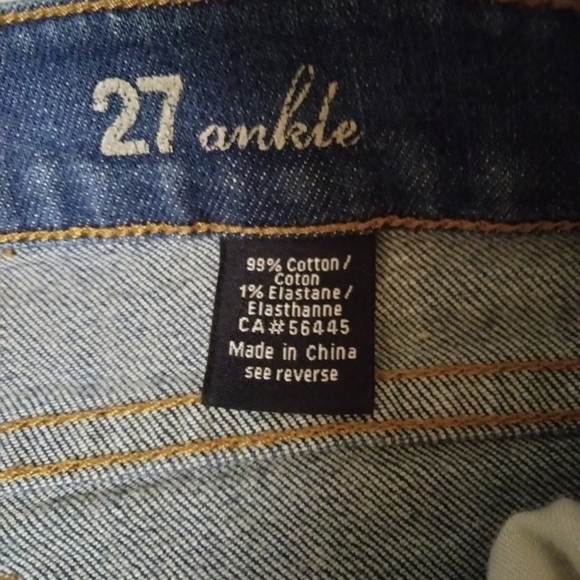 27 ankle
99% Cotton/
Coton
1% Elastane/
Elasthanne
CA#56445
Made in China
see reverse